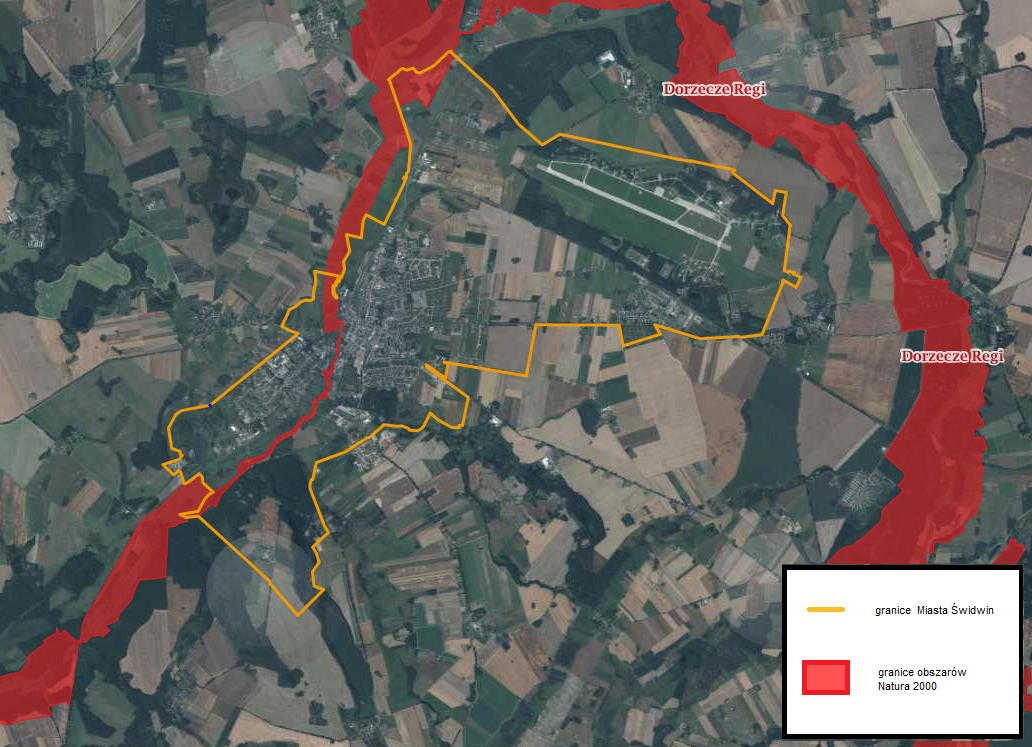 Dorzecze Regi
Dorzecze Regi
granice Miasta Świdwin
granice obszarów
Natura 2000